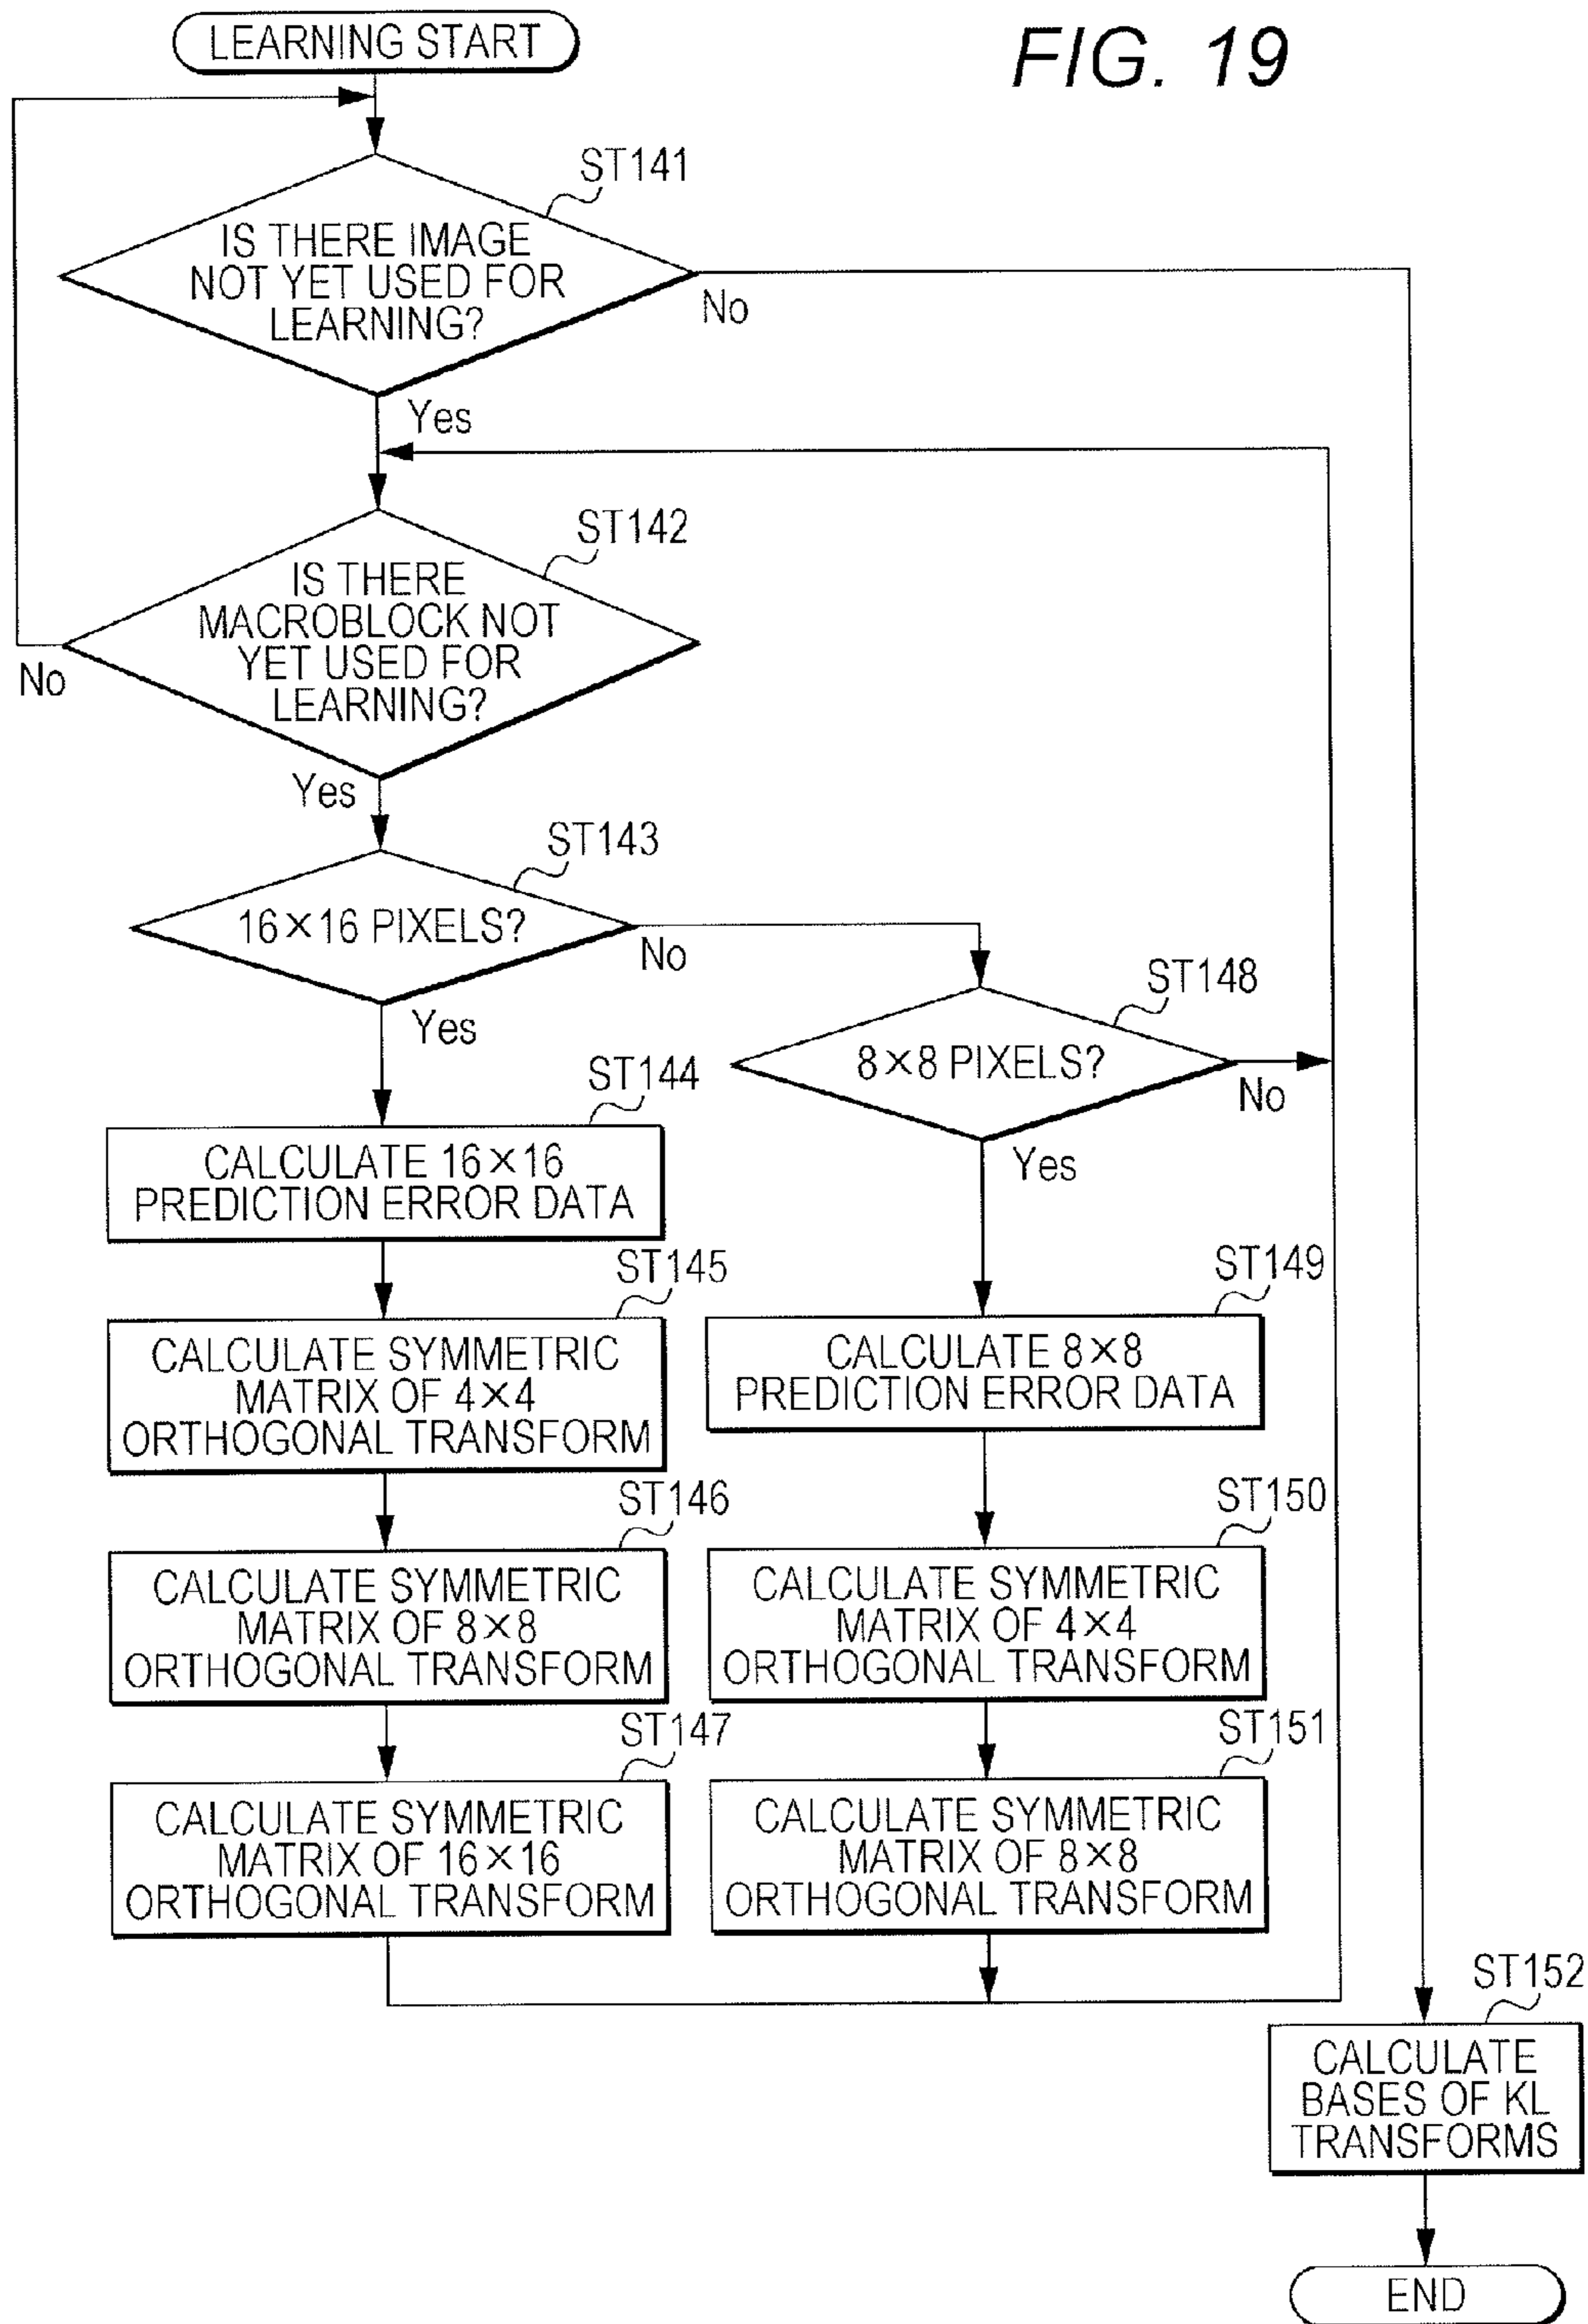 FIG. 19
LEARNING START
ST141
IS THERE IMAGE
NOT YET USED FOR
LEARNING?
No
Yes
ST142
IS THERE
MACROBLOCK NOT
YET USED FOR
LEARNING?
No
Yes
ST143
16×16 PIXELS?
No
Yes
ST148
8×8 PIXELS?
No
Yes
ST144
CALCULATE 16×16
PREDICTION ERROR DATA
ST145
CALCULATE SYMMETRIC
MATRIX OF 4×4
ORTHOGONAL TRANSFORM
ST146
CALCULATE SYMMETRIC
MATRIX OF 8×8
ORTHOGONAL TRANSFORM
ST147
CALCULATE SYMMETRIC
MATRIX OF 16×16
ORTHOGONAL TRANSFORM
ST149
CALCULATE 8×8
PREDICTION ERROR DATA
ST150
CALCULATE SYMMETRIC
MATRIX OF 4×4
ORTHOGONAL TRANSFORM
ST151
CALCULATE SYMMETRIC
MATRIX OF 8×8
ORTHOGONAL TRANSFORM
ST152
CALCULATE
BASES OF KL
TRANSFORMS
END